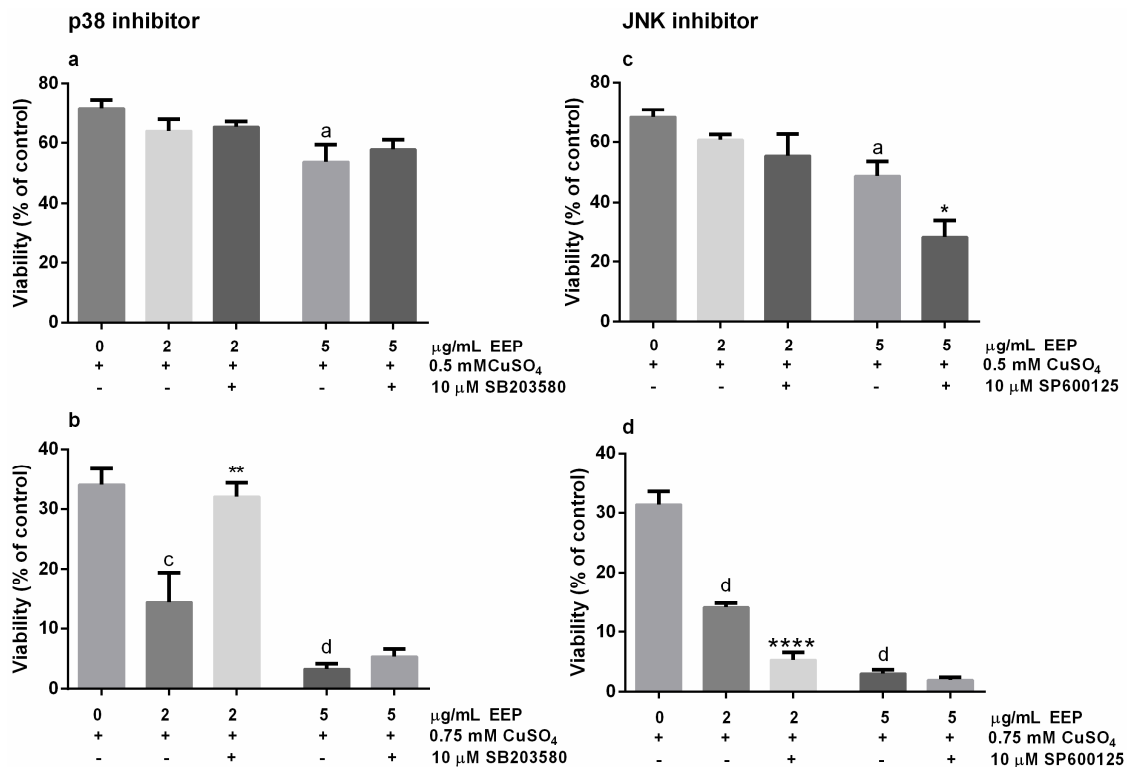 p38 inhibitor
JNK inhibitor
a
Viability (% of control)
80
60
40
20
0
a
0 2 2 5 5 μg/mL EEP
+ + + + + 0.5 mMCuSO4
- - + - + 10 μM SB203580
c
Viability (% of control)
80
60
40
20
0
a
*
0 2 2 5 5 μg/mL EEP
+ + + + + 0.5 mM CuSO4
- - + - + 10 μM SP600125
b
Viability (% of control)
40
30
20
10
0
c
**
d
0 2 2 5 5 μg/mL EEP
+ + + + + 0.75 mM CuSO4
- - + - + 10 μM SB203580
d
Viability (% of control)
40
30
20
10
0
d
****
d
0 2 2 5 5 μg/mL EEP
+ + + + + 0.75 mM CuSO4
- - + - + 10 μM SP600125